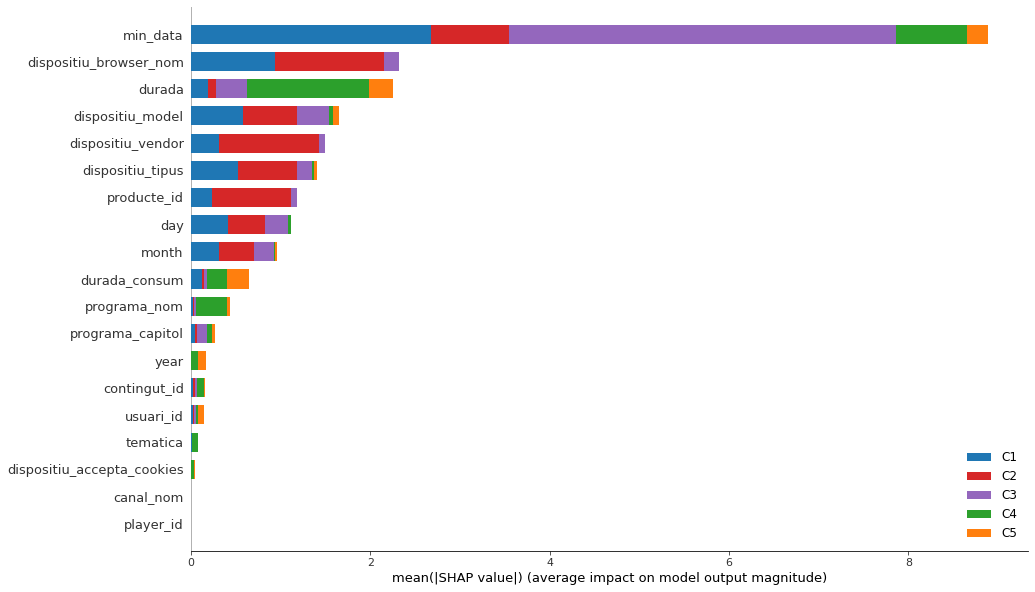 min_data
dispositiu_browser_nom
durada
dispositiu_model
dispositiu_vendor
dispositiu_tipus
producte_id
day
month
durada_consum
programa_nom
programa_capitol
year
contingut_id
usuari_id
tematica
dispositiu_accepta_cookies
canal_nom
player_id
C1
C2
C3
C4
C5
0 2 4 6 8
mean(|SHAP value|) (average impact on model output magnitude)